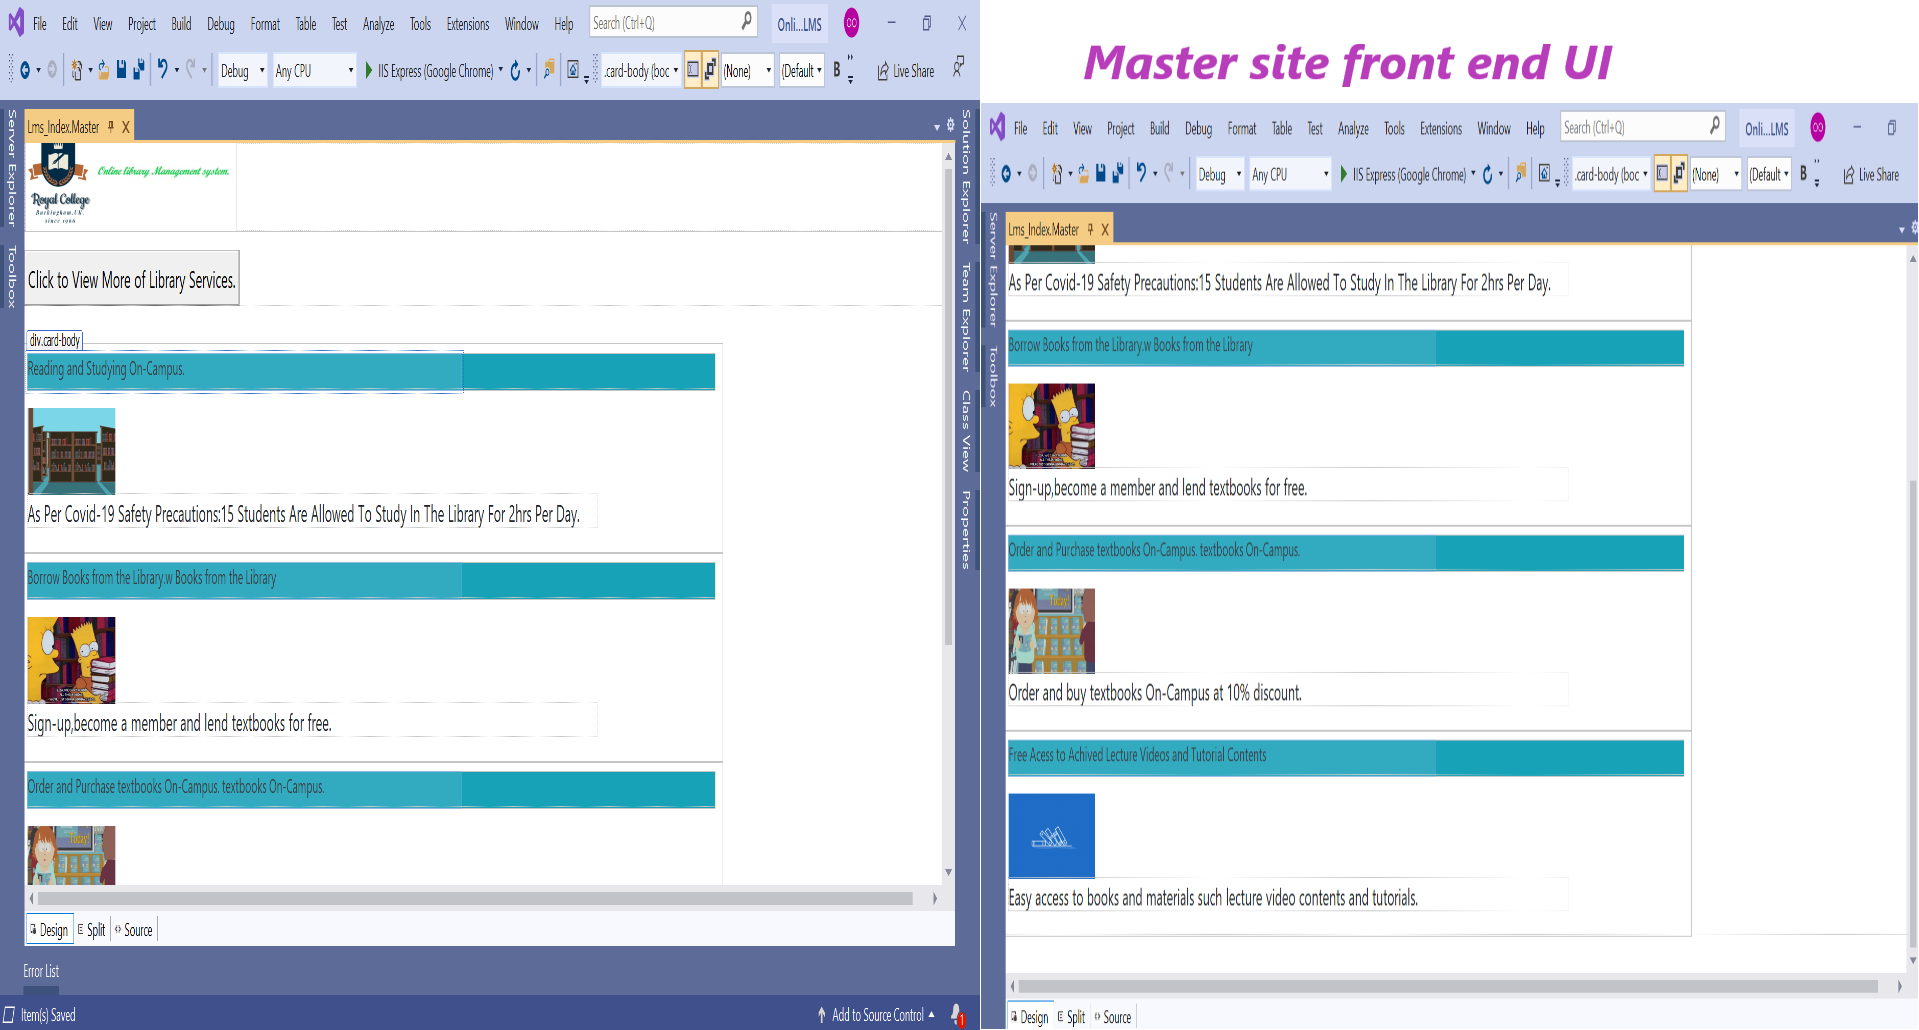 File Edit View Project Build Debug Format Table Test Analyze Tools Extensions Window Help Search (Ctrl+Q) Onli...LMS
Debug Any CPU IIS Express (Google Chrome) .card-body (boc (None) (Default B Live Share
Server Explorer
Toolbox
Lms_Index.Master
Online library Management system.
Royal College
Buckingham,UK.
since 1966
Click to View More of Library Services.
div.card-body
Reading and Studying On-Campus.
As Per Covid-19 Safety Precautions:15 Students Are Allowed To Study In The Library For 2hrs Per Day.
Borrow Books from the Library.w Books from the Library
Sign-up,become a member and lend textbooks for free.
Order and Purchase textbooks On-Campus. textbooks On-Campus.
Today!
Design Split Source
Error List
Item(s) Saved
Add to Source Control 1
Solution Explorer
Team Explorer
Class View
Properties
Master site front end UI
File Edit View Project Build Debug Format Table Test Analyze Tools Extensions Window Help Search (Ctrl+Q) Onli...LMS
Debug Any CPU IIS Express (Google Chrome) .card-body (boc (None) (Default B Live Share
Server Explorer
Toolbox
Lms_Index.Master
As Per Covid-19 Safety Precautions:15 Students Are Allowed To Study In The Library For 2hrs Per Day.
Borrow Books from the Library.w Books from the Library
Sign-up,become a member and lend textbooks for free.
Order and Purchase textbooks On-Campus. textbooks On-Campus.
Today!
Order and buy textbooks On-Campus at 10% discount.
Free Acess to Achived Lecture Videos and Tutorial Contents
Easy access to books and materials such lecture video contents and tutorials.
Design Split Source